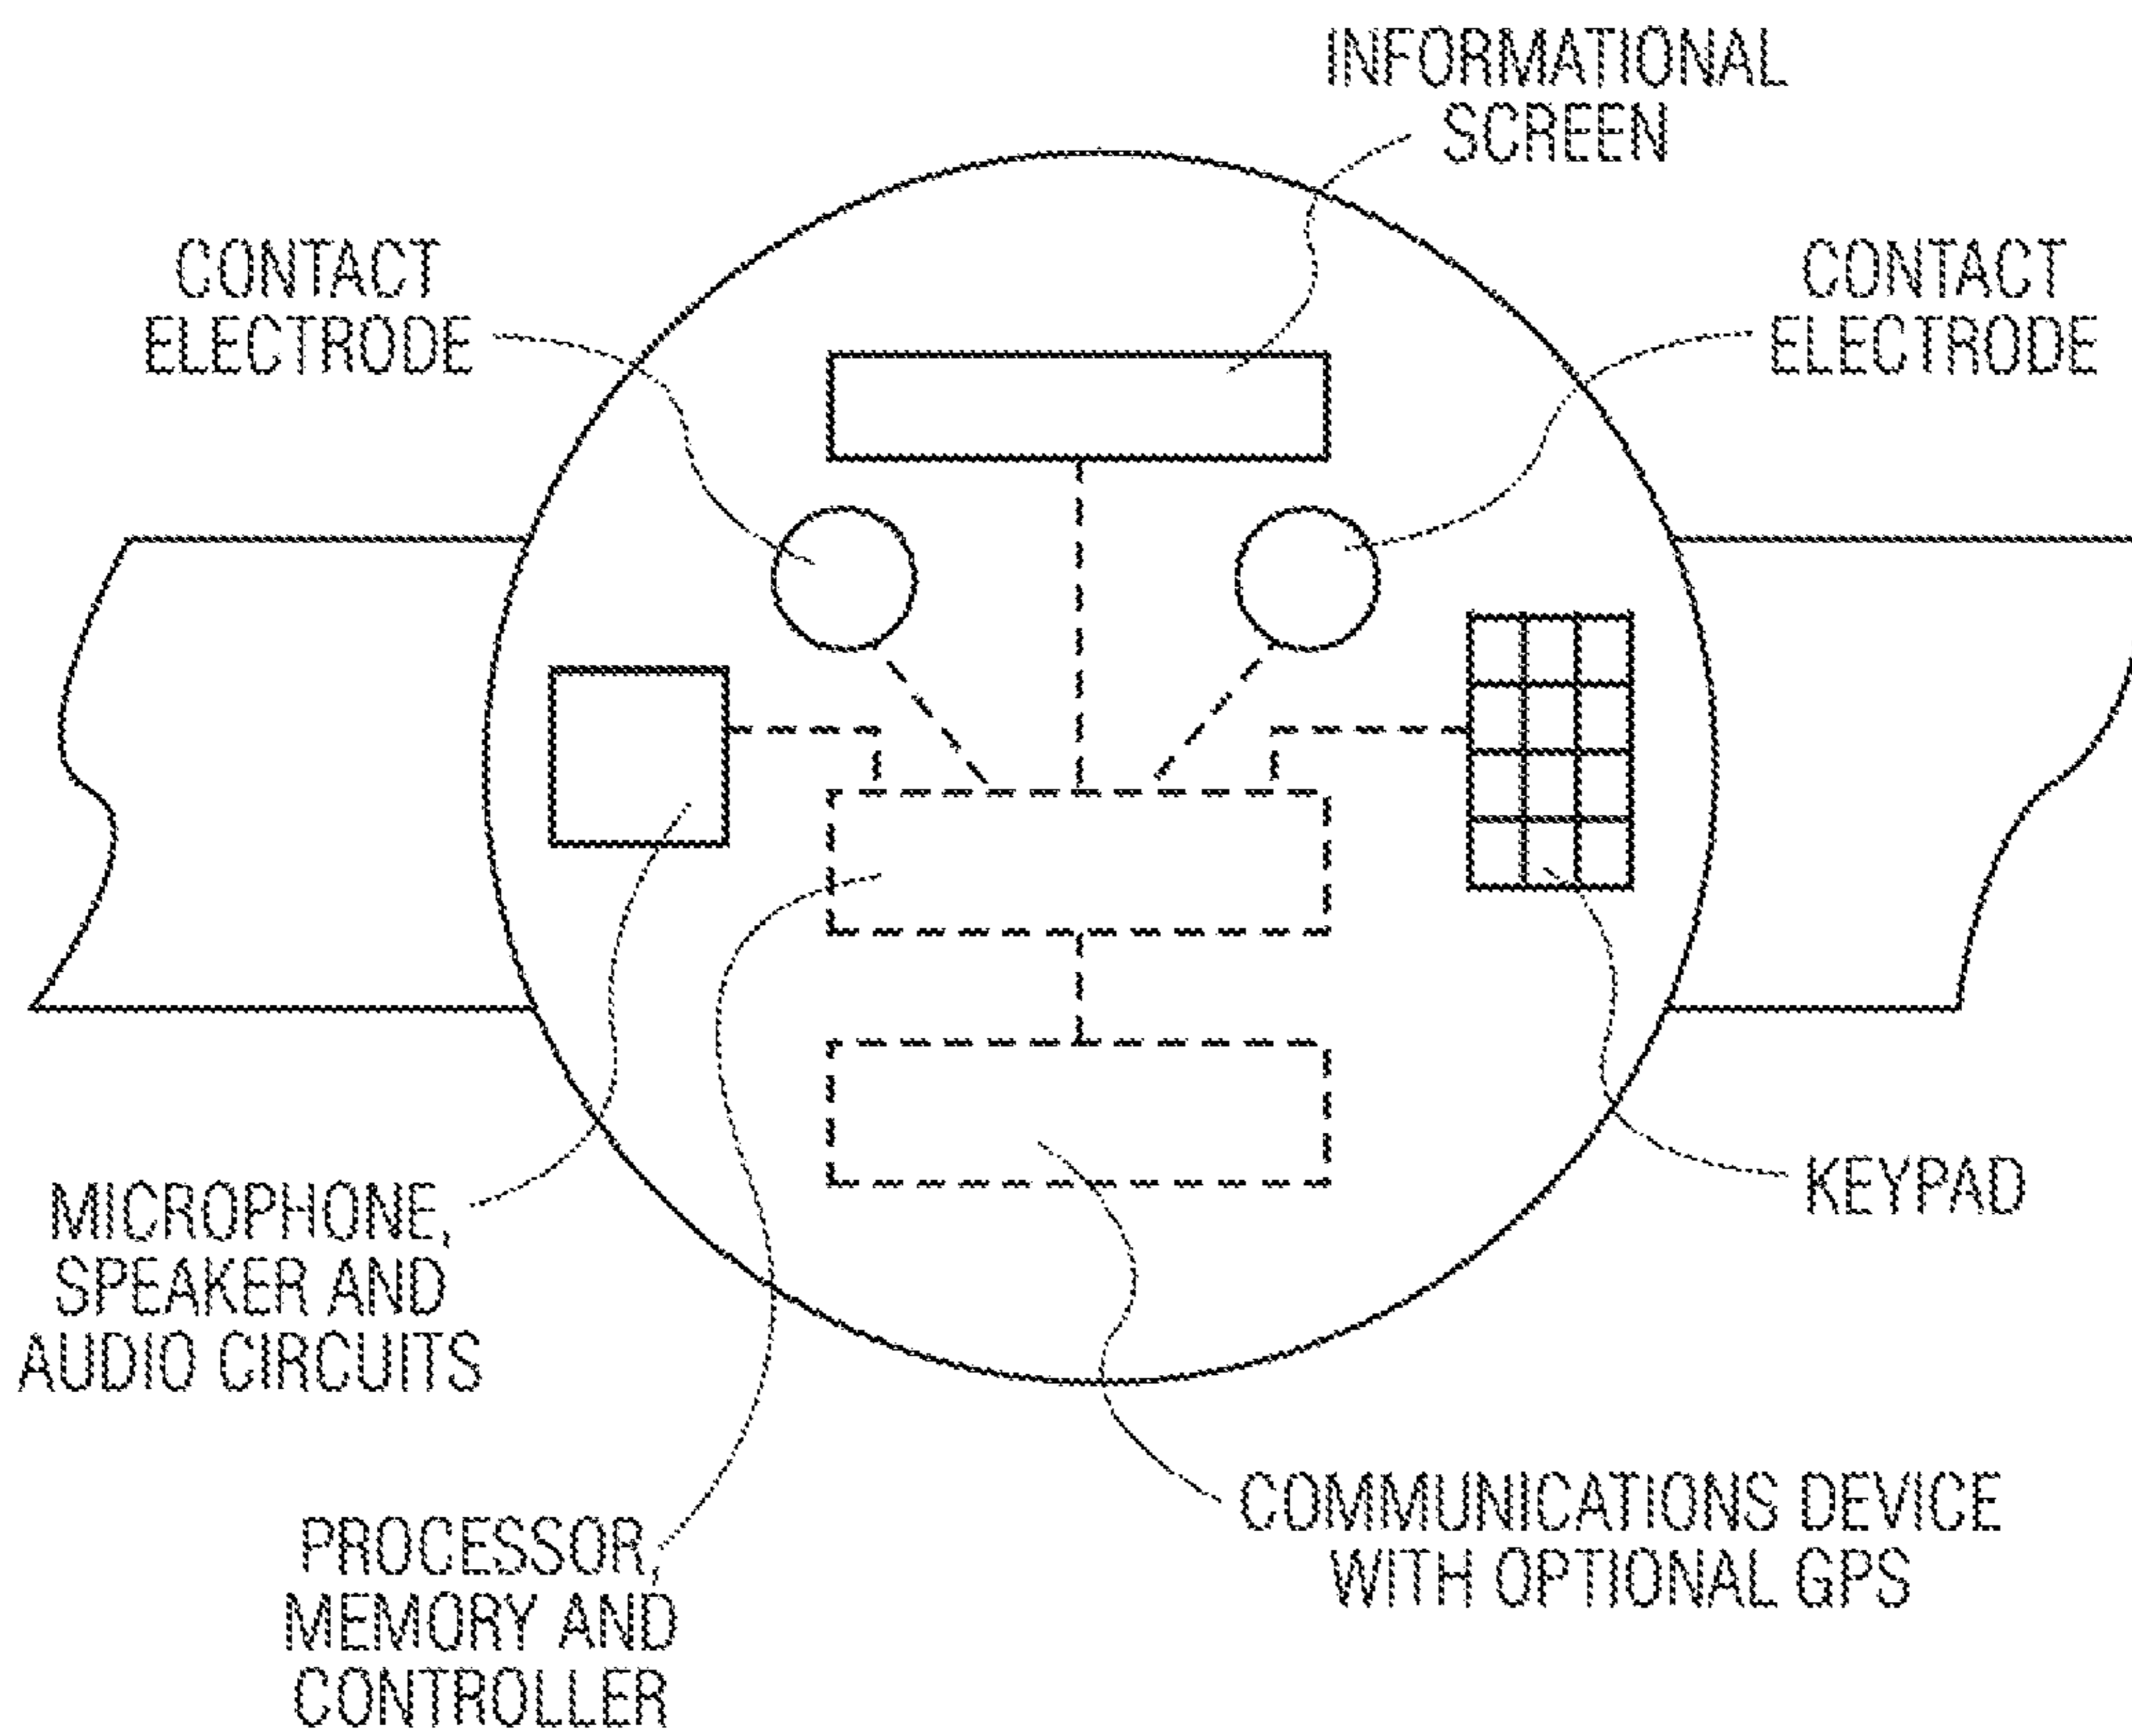 INFORMATIONAL
SCREEN
CONTACT
ELECTRODE
CONTACT
ELECTRODE
MICROPHONE,
SPEAKER AND
AUDIO CIRCUITS
KEYPAD
PROCESSOR,
MEMORY AND
CONTROLLER
COMMUNICATIONS DEVICE
WITH OPTIONAL GPS